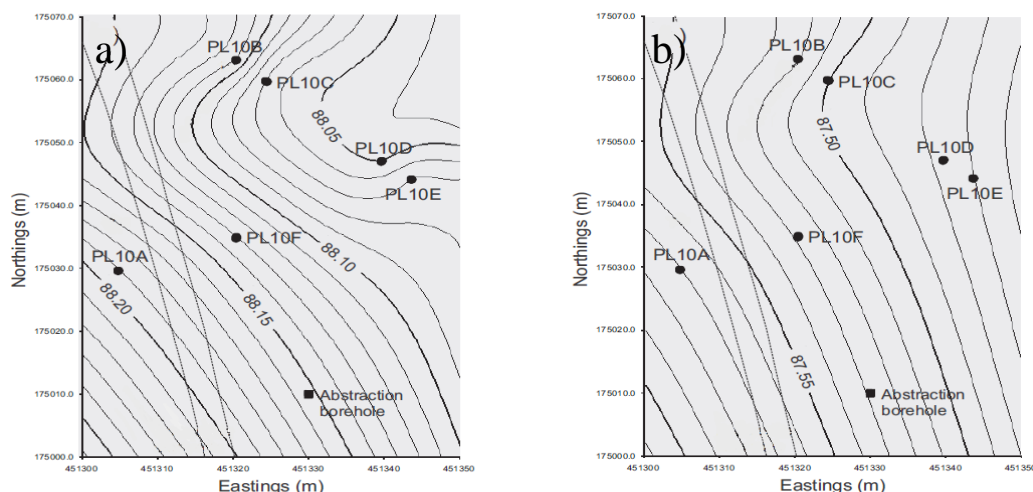 a)
175070.0
175060.0
175050.0
175040.0
175030.0
175020.0
175010.0
175000.0
Northings (m)
PL10B
PL10C
88.05
PL10D
PL10E
PL10F
88.10
PL10A
88.20
88.15
Abstraction
borehole
451300 451310 451320 451330 451340 451350
Eastings (m)
b)
175070.0
175060.0
175050.0
175040.0
175030.0
175020.0
175010.0
175000.0
Northings (m)
PL10B
PL10C
87.50
PL10D
PL10E
PL10F
PL10A
87.55
Abstraction
borehole
451300 451310 451320 451330 451340 451350
Eastings (m)